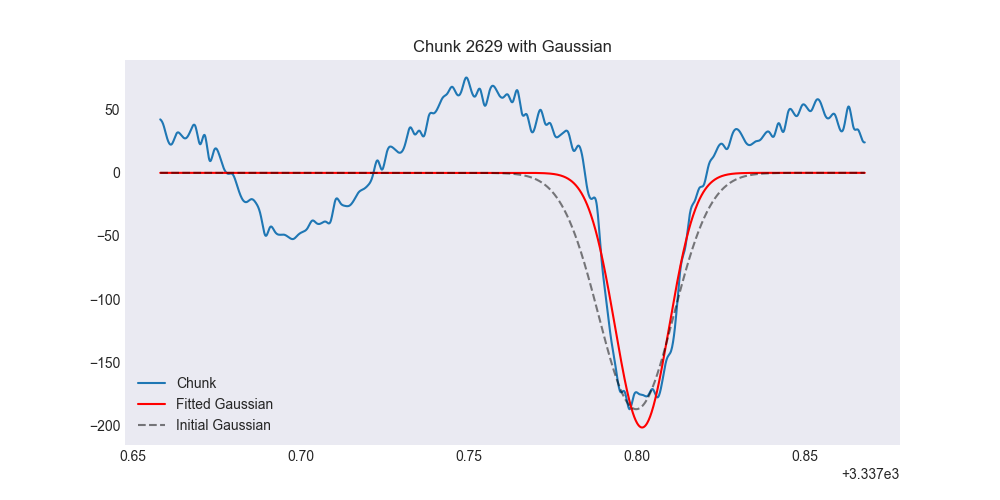 Chunk 2629 with Gaussian
50
0
−50
−100
−150
−200
Chunk
Fitted Gaussian
Initial Gaussian
0.65 0.70 0.75 0.80 0.85
+3.337e3